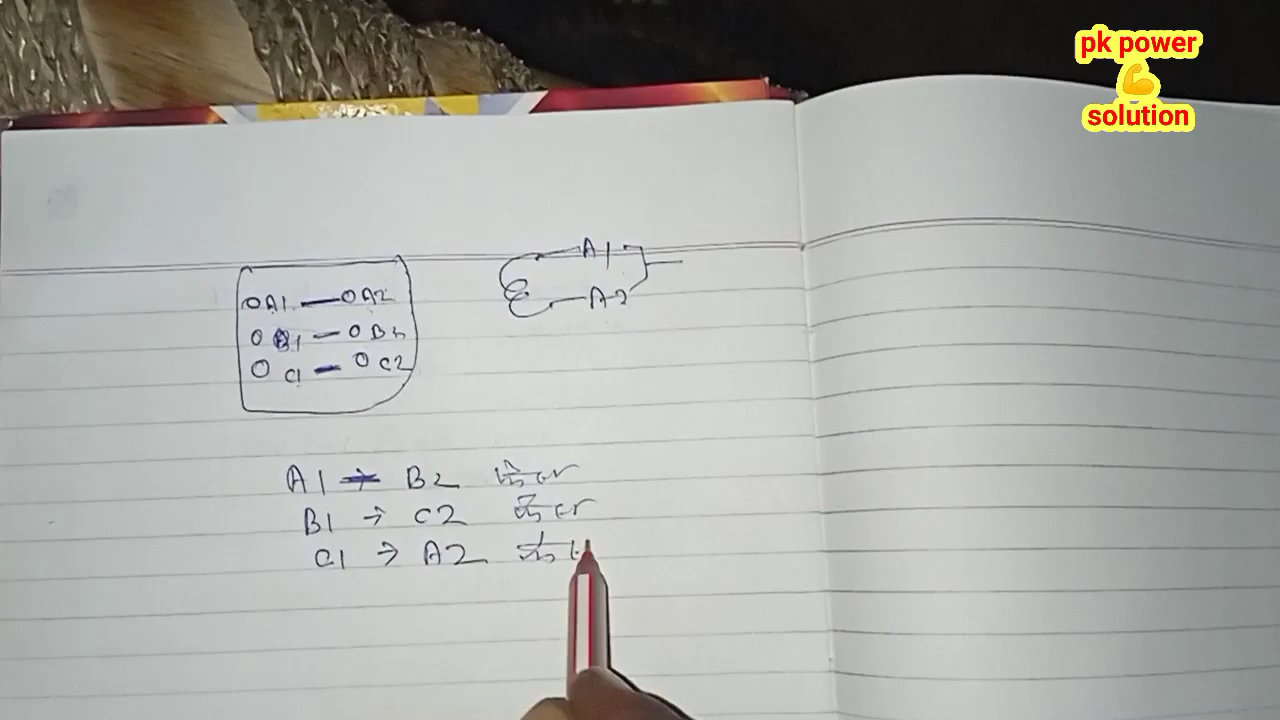 pk power
💪
solution
A1
A1 — A2
A2
B1 — B2
C1 — C2
A1 → B2
B1 → C2
C1 → A2